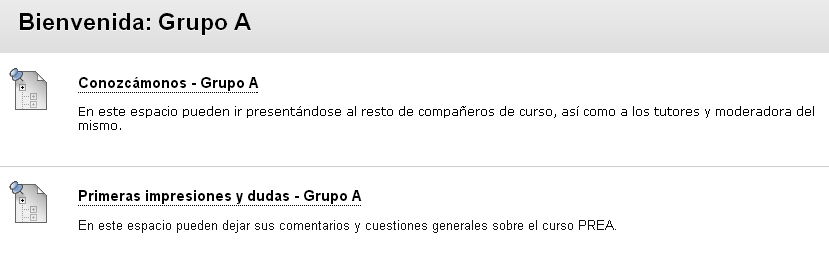 Bienvenida: Grupo A
Conozcámonos - Grupo A
En este espacio pueden ir presentándose al resto de compañeros de curso, así como a los tutores y moderadora del
mismo.
Primeras impresiones y dudas - Grupo A
En este espacio pueden dejar sus comentarios y cuestiones generales sobre el curso PREA.